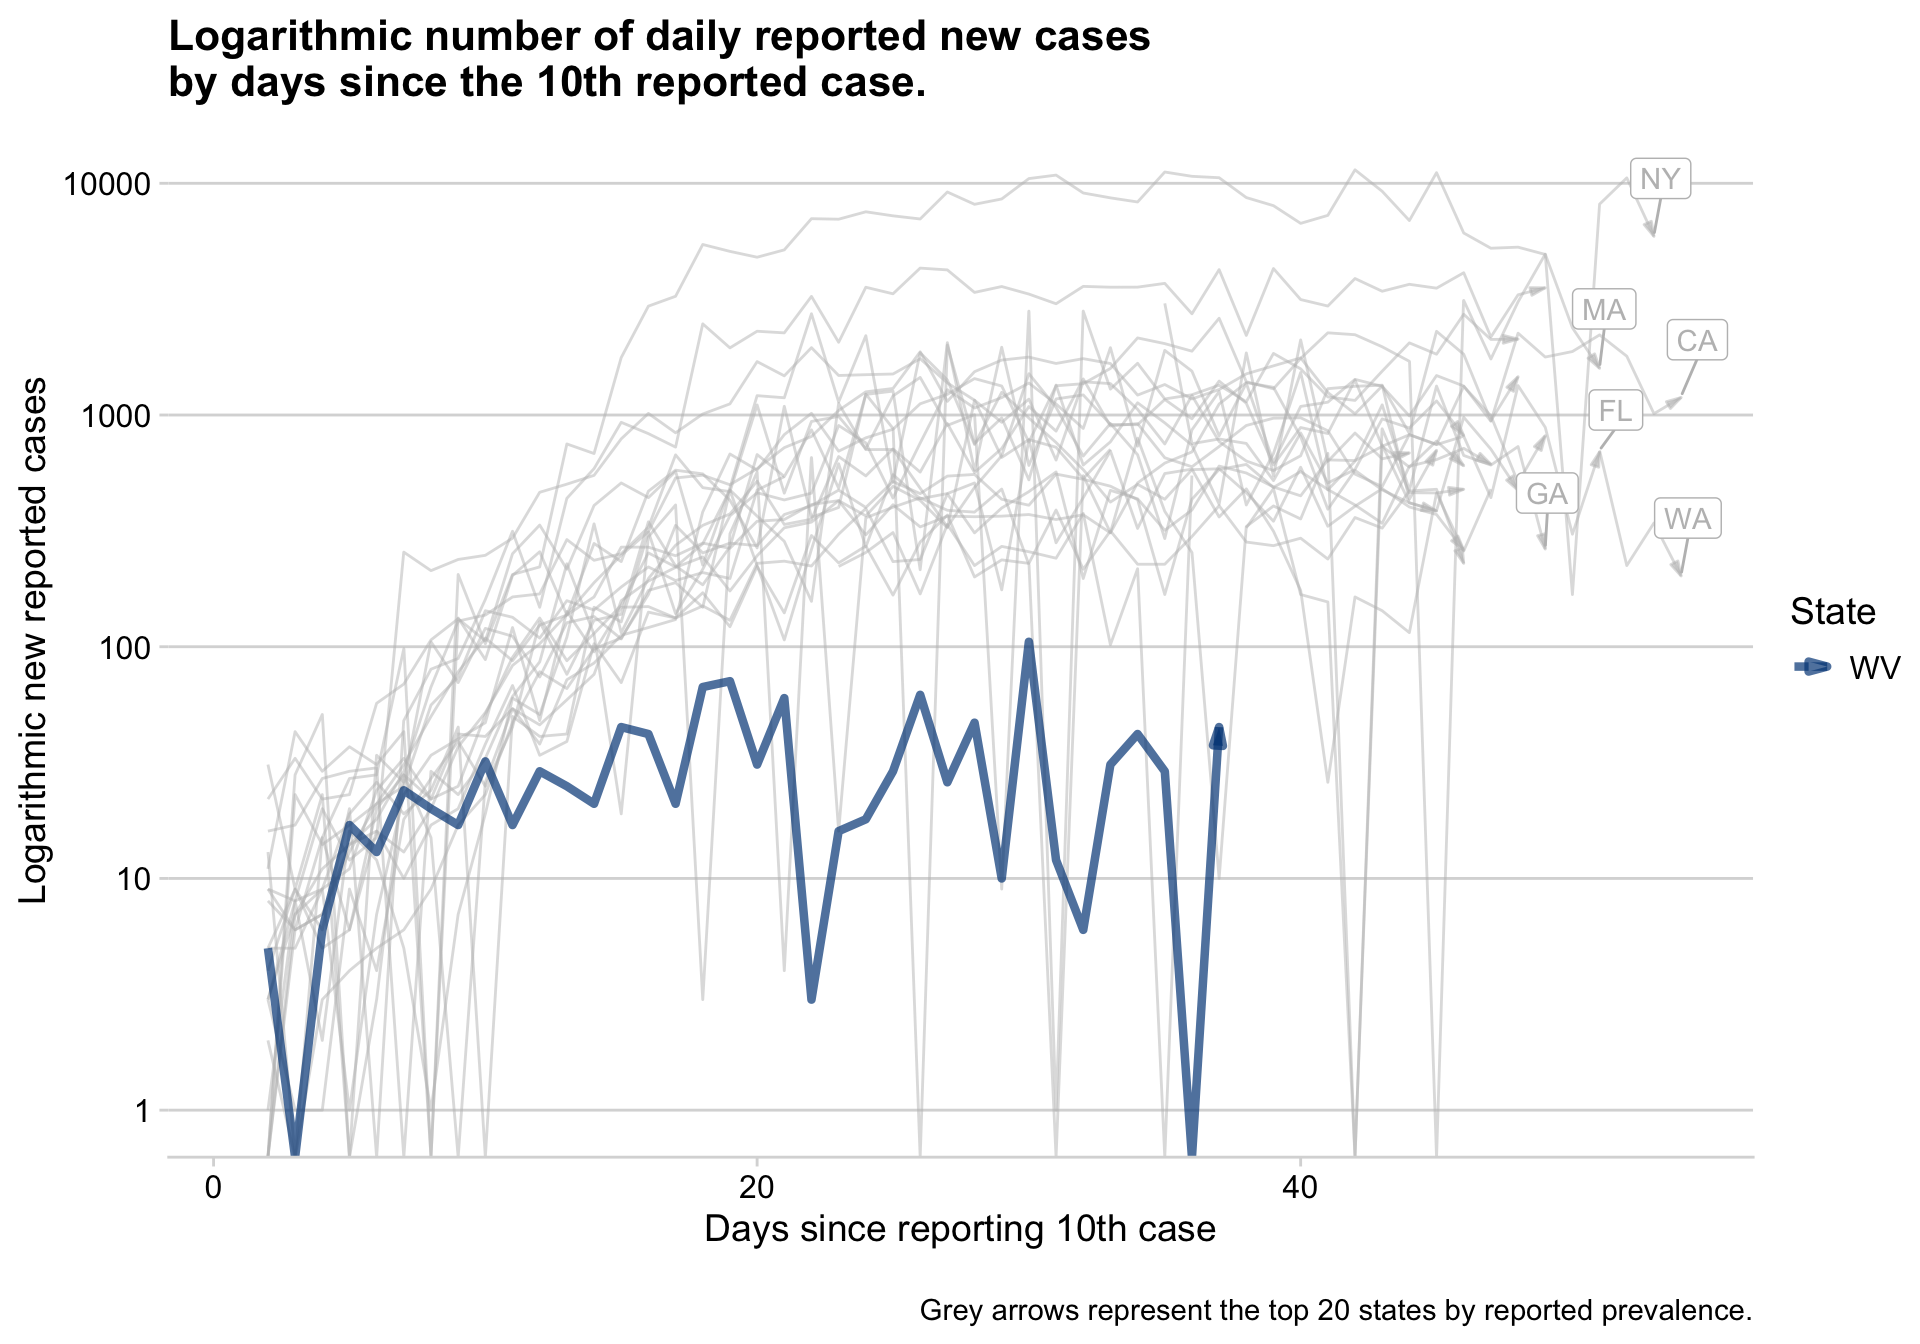 Logarithmic number of daily reported new cases
by days since the 10th reported case.
Logarithmic new reported cases
10000
1000
100
10
1
NY
MA
CA
FL
GA
WA
State
WV
0
20
40
Days since reporting 10th case
Grey arrows represent the top 20 states by reported prevalence.